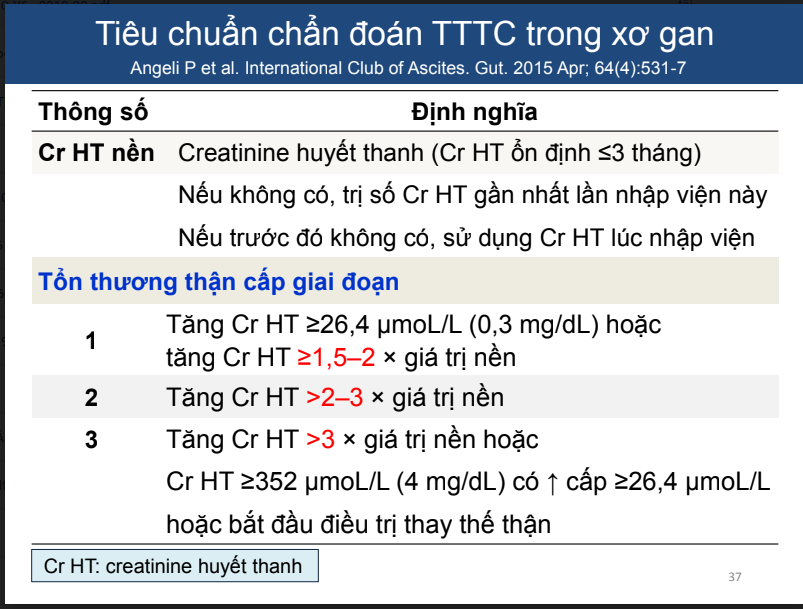 Tiêu chuẩn chẩn đoán TTTC trong xơ gan
Angeli P et al. International Club of Ascites. Gut. 2015 Apr; 64(4):531-7
Thông số Định nghĩa
Cr HT nền Creatinine huyết thanh (Cr HT ổn định ≤3 tháng)
Nếu không có, trị số Cr HT gần nhất lần nhập viện này
Nếu trước đó không có, sử dụng Cr HT lúc nhập viện
Tổn thương thận cấp giai đoạn
1 Tăng Cr HT ≥26,4 µmoL/L (0,3 mg/dL) hoặc
tăng Cr HT ≥1,5–2 × giá trị nền
2 Tăng Cr HT >2–3 × giá trị nền
3 Tăng Cr HT >3 × giá trị nền hoặc
Cr HT ≥352 µmoL/L (4 mg/dL) có ↑ cấp ≥26,4 µmoL/L
hoặc bắt đầu điều trị thay thế thận
Cr HT: creatinine huyết thanh
37